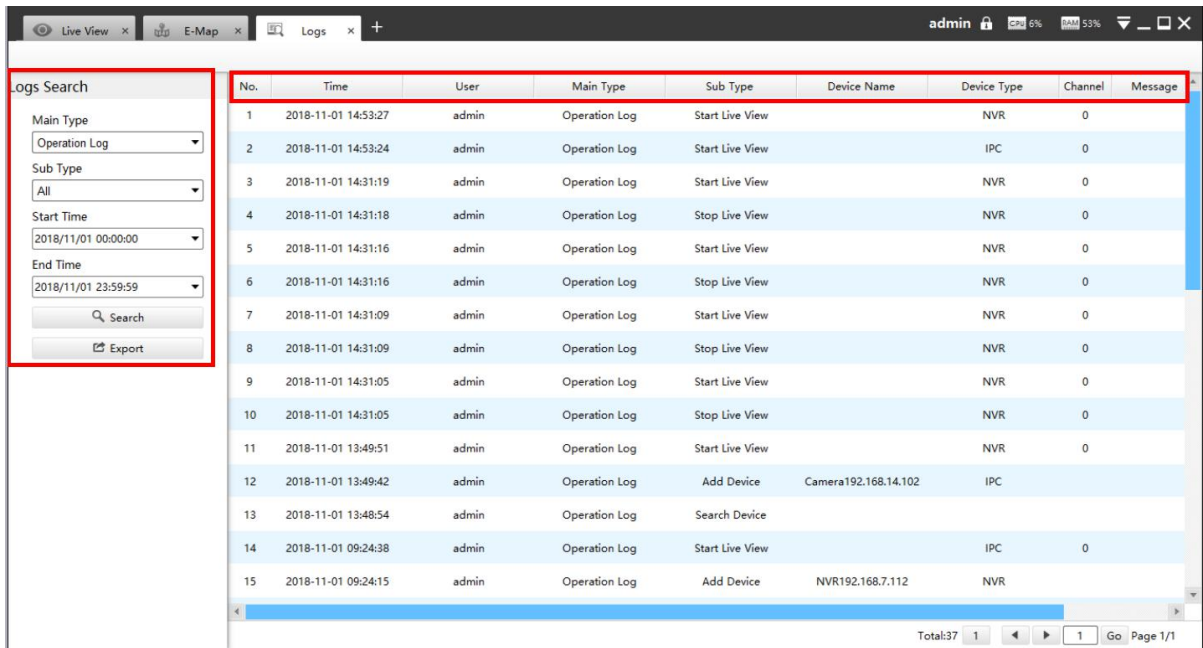 Live View × E-Map × Logs × + admin CPU 6% RAM 53%
Logs Search
Main Type
Operation Log
Sub Type
All
Start Time
2018/11/01 00:00:00
End Time
2018/11/01 23:59:59
Search
Export
No. Time User Main Type Sub Type Device Name Device Type Channel Message
1 2018-11-01 14:53:27 admin Operation Log Start Live View NVR 0
2 2018-11-01 14:53:24 admin Operation Log Start Live View IPC 0
3 2018-11-01 14:31:19 admin Operation Log Start Live View NVR 0
4 2018-11-01 14:31:18 admin Operation Log Stop Live View NVR 0
5 2018-11-01 14:31:16 admin Operation Log Start Live View NVR 0
6 2018-11-01 14:31:16 admin Operation Log Stop Live View NVR 0
7 2018-11-01 14:31:09 admin Operation Log Start Live View NVR 0
8 2018-11-01 14:31:09 admin Operation Log Stop Live View NVR 0
9 2018-11-01 14:31:05 admin Operation Log Start Live View NVR 0
10 2018-11-01 14:31:05 admin Operation Log Stop Live View NVR 0
11 2018-11-01 13:49:51 admin Operation Log Start Live View NVR 0
12 2018-11-01 13:49:42 admin Operation Log Add Device Camera192.168.14.102 IPC
13 2018-11-01 13:48:54 admin Operation Log Search Device
14 2018-11-01 09:24:38 admin Operation Log Start Live View IPC 0
15 2018-11-01 09:24:15 admin Operation Log Add Device NVR192.168.7.112 NVR
Total:37 1 1 Go Page 1/1